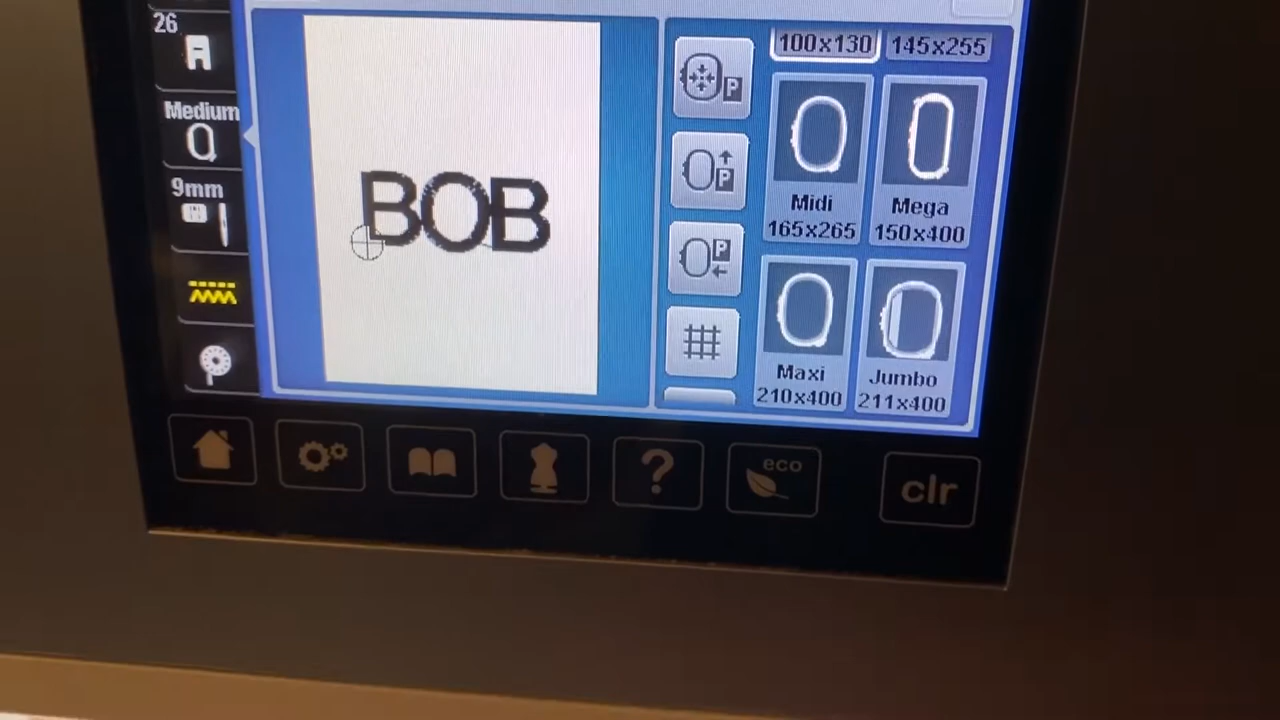 26
Medium
9mm
BOB
P
P
P
100x130
145x255
Midi
165x265
Mega
150x400
Maxi
210x400
Jumbo
211x400
?
eco
clr